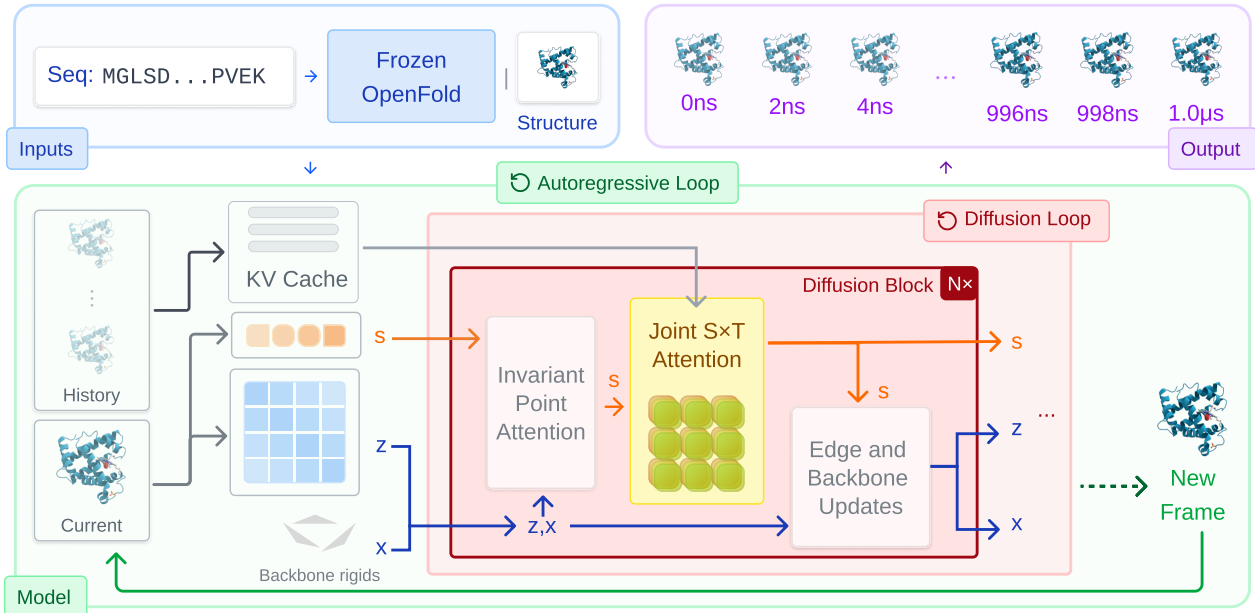 Seq: MGLSD...PVEK
Frozen
OpenFold
|
Structure
Inputs
0ns
2ns
4ns
...
996ns
998ns
1.0μs
Output
Autoregressive Loop
Diffusion Loop
History
Current
KV Cache
s
z
x
Backbone rigids
Diffusion Block
N×
Invariant
Point
Attention
s
z,x
Joint S×T
Attention
s
Edge and
Backbone
Updates
s
z
x
...
New
Frame
Model